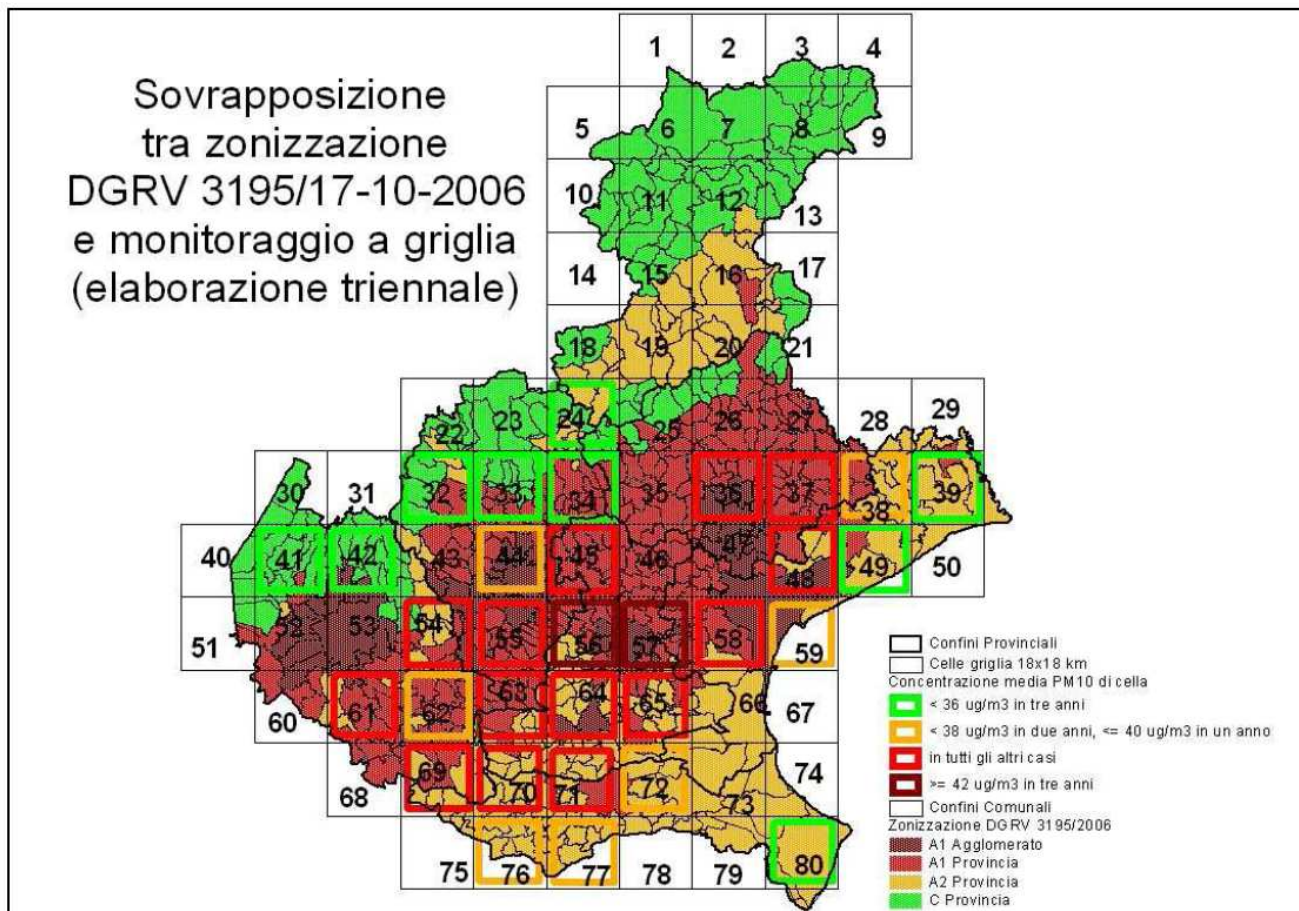 Sovrapposizione
tra zonizzazione
DGRV 3195/17-10-2006
e monitoraggio a griglia
(elaborazione triennale)
1 2 3 4
5 6 7 8 9
10 11 12 13
14 15 16 17
18 19 20 21
22 23 24 25 26 27 28 29
30 31 32 33 34 35 36 37 38 39
40 41 42 43 44 45 46 47 48 49 50
51 52 53 54 55 56 57 58 59
60 61 62 63 64 65 66 67
68 69 70 71 72 73 74
75 76 77 78 79 80
Confini Provinciali
Celle griglia 18x18 km
Concentrazione media PM10 di cella
< 36 ug/m3 in tre anni
< 38 ug/m3 in due anni, <= 40 ug/m3 in un anno
in tutti gli altri casi
>= 42 ug/m3 in tre anni
Confini Comunali
Zonizzazione DGRV 3195/2006
A1 Agglomerato
A1 Provincia
A2 Provincia
C Provincia